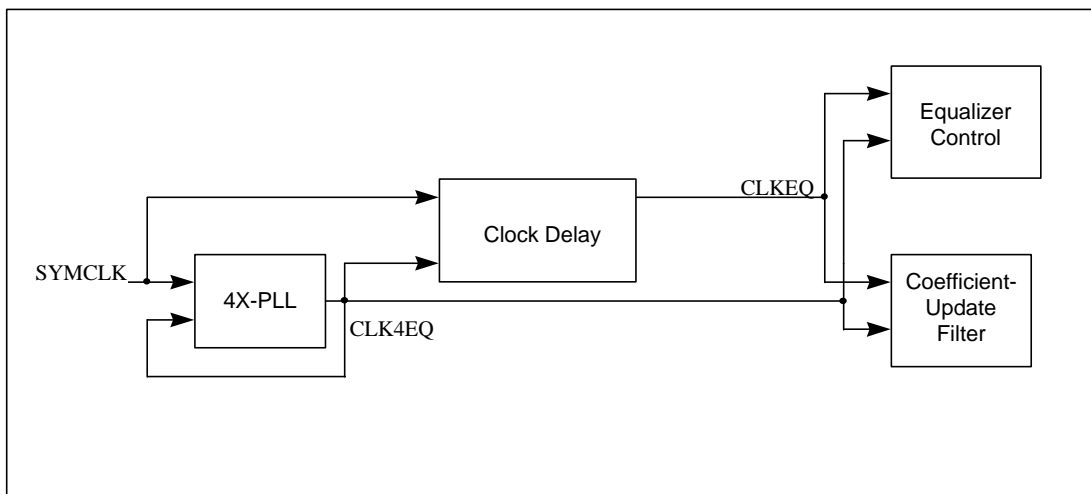 Equalizer
Control
CLKEQ
Clock Delay
SYMCLK
4X-PLL
CLK4EQ
Coefficient-
Update
Filter